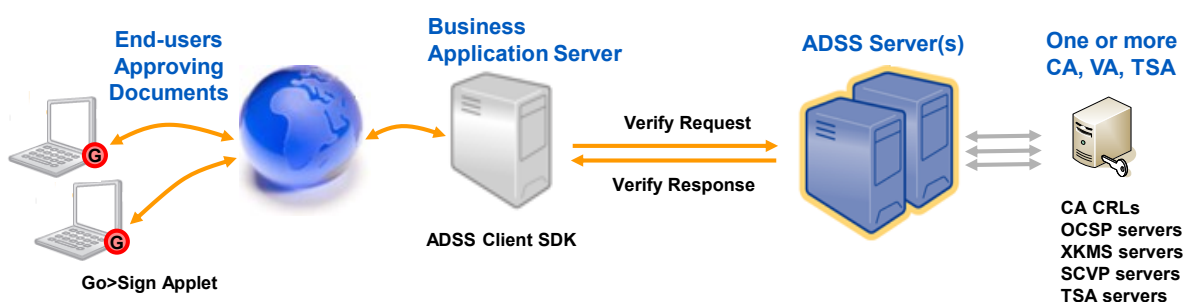 End-users
Approving
Documents
Business
Application Server
ADSS Server(s)
One or more
CA, VA, TSA
G
G
Go>Sign Applet
ADSS Client SDK
Verify Request
Verify Response
CA CRLs
OCSP servers
XKMS servers
SCVP servers
TSA servers